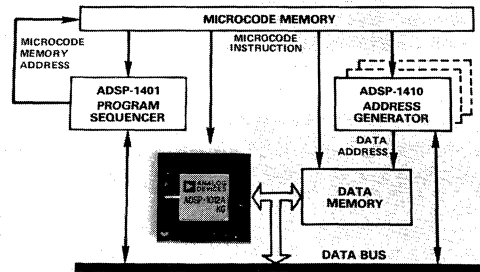 MICROCODE MEMORY
MICROCODE
MEMORY
ADDRESS
MICROCODE
INSTRUCTION
ADSP-1401
PROGRAM
SEQUENCER
ADSP-1410
ADDRESS
GENERATOR
DATA
ADDRESS
ANALOG
DEVICES
ADSP-1012A
KG
DATA
MEMORY
DATA BUS